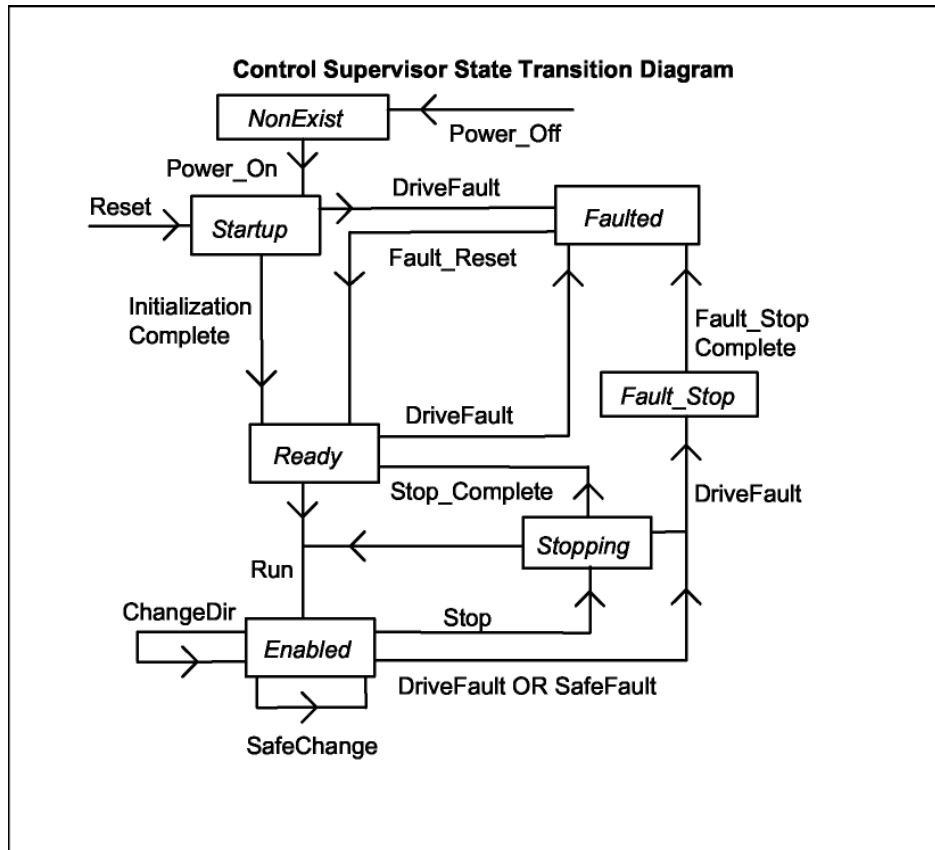 Control Supervisor State Transition Diagram
NonExist
Power_Off
Power_On
DriveFault
Reset
Startup
Faulted
Fault_Reset
Initialization
Complete
Fault_Stop
Complete
Fault_Stop
DriveFault
Ready
Stop_Complete
DriveFault
Stopping
Run
ChangeDir
Stop
Enabled
DriveFault OR SafeFault
SafeChange